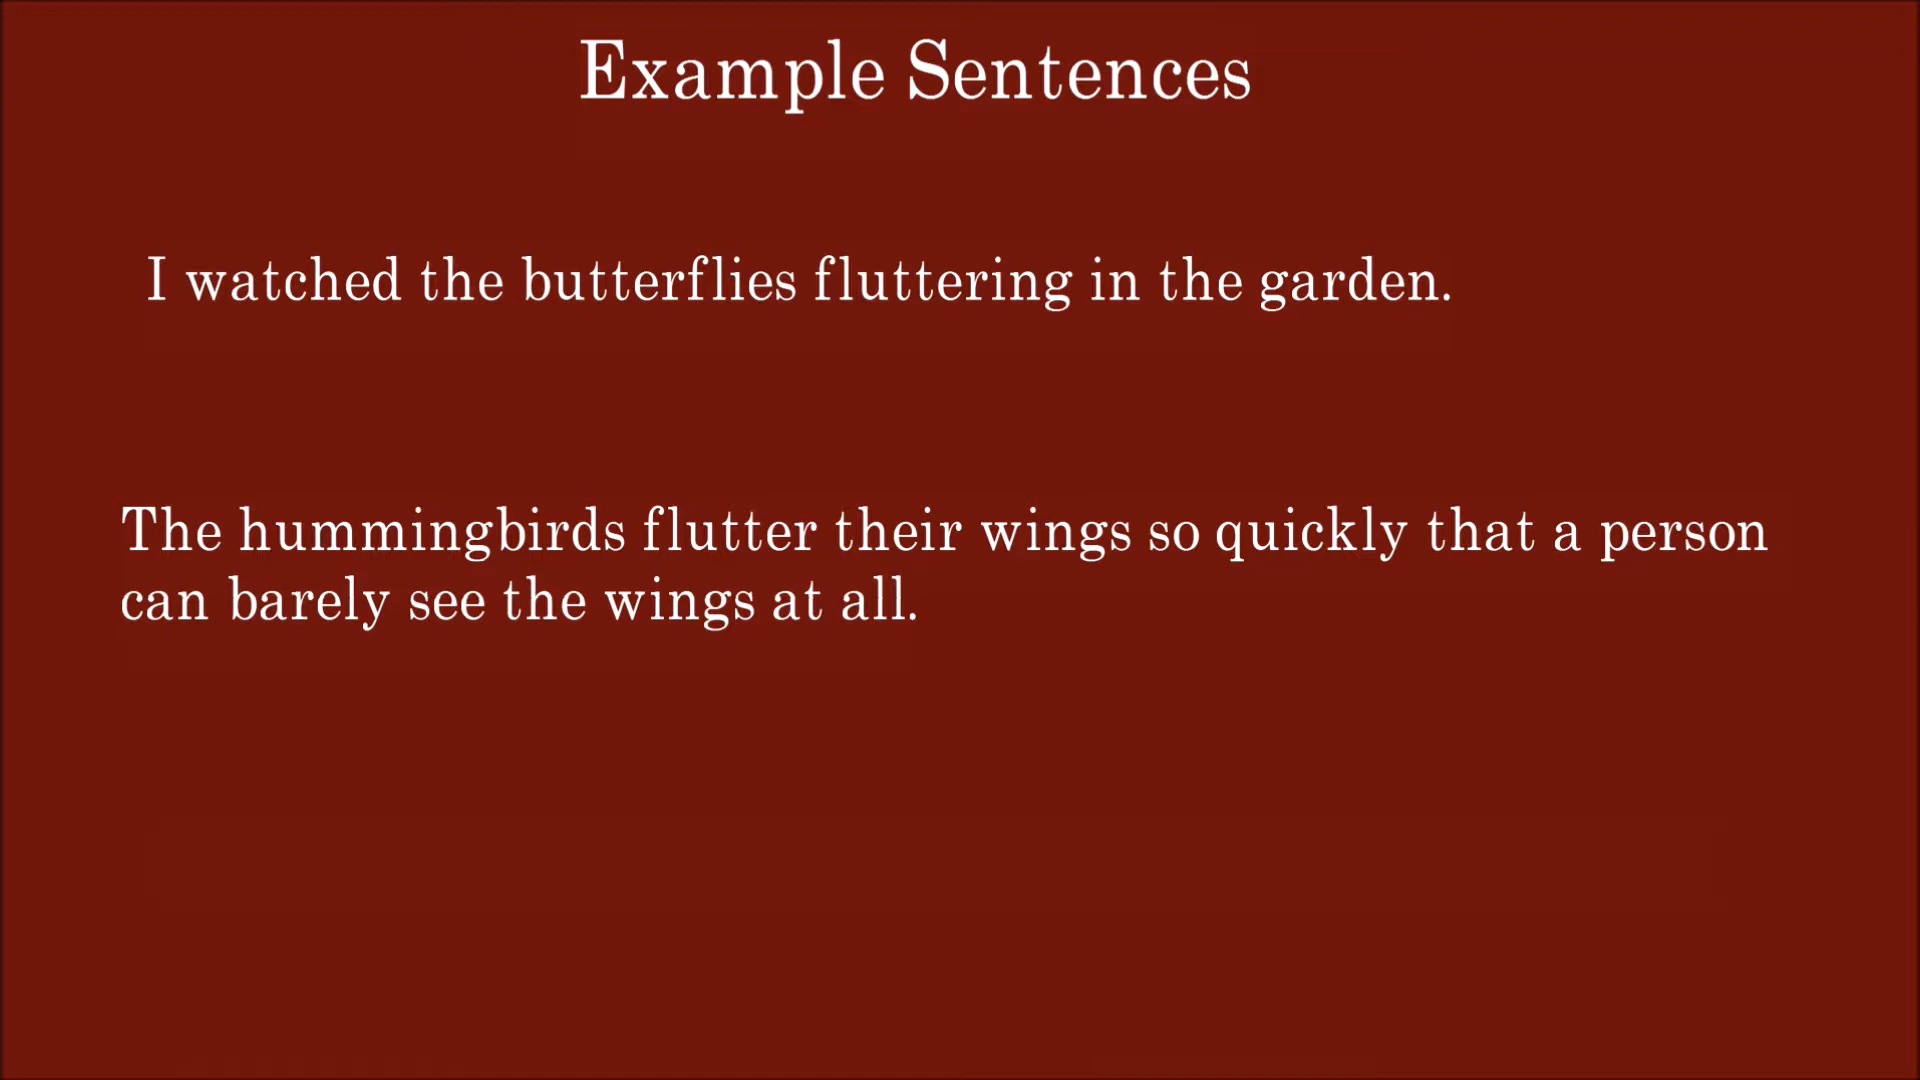 Example Sentences
I watched the butterflies fluttering in the garden.
The hummingbirds flutter their wings so quickly that a person
can barely see the wings at all.